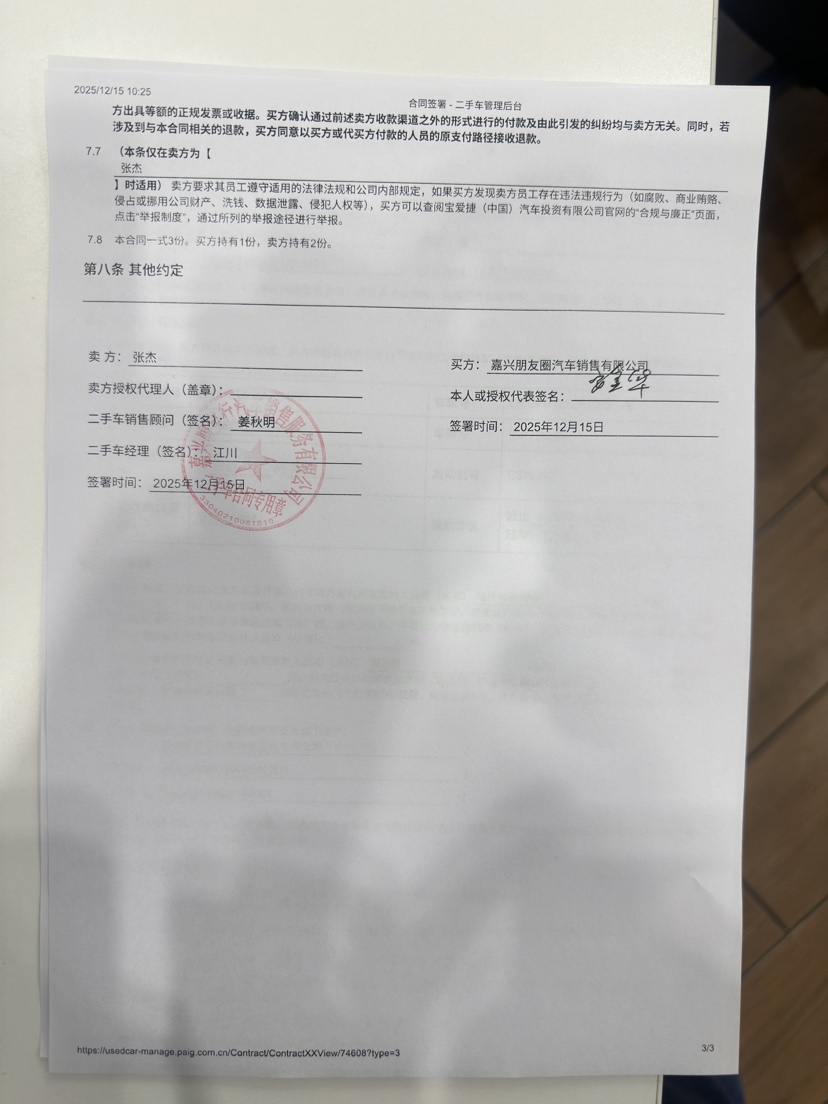 2025/12/15 10:25
合同签署 - 二手车管理后台
方出具等额的正规发票或收据。买方确认通过前述卖方收款渠道之外的形式进行的付款及由此引发的纠纷均与卖方无关。同时，若
涉及到与本合同相关的退款，买方同意以买方或代买方付款的人员的原支付路径接收退款。
7.7 （本条仅在卖方为【
张杰
】时适用） 卖方要求其员工遵守适用的法律法规和公司内部规定，如果买方发现卖方员工存在违法违规行为（如腐败、商业贿赂、
侵占或挪用公司财产、洗钱、数据泄露、侵犯人权等），买方可以查阅宝爱捷（中国）汽车投资有限公司官网的“合规与廉正”页面，
点击“举报制度”，通过所列的举报途径进行举报。
7.8 本合同一式3份。买方持有1份，卖方持有2份。
第八条 其他约定
卖 方： 张杰
卖方授权代理人（盖章）：
二手车销售顾问（签名）： 姜秋明
二手车经理（签名）： 江川
签署时间： 2025年12月15日
买方： 嘉兴朋友圈汽车销售有限公司
本人或授权代表签名：
签署时间： 2025年12月15日
销售服务有限公司
合同专用章
https://usedcar-manage.paig.com.cn/Contract/ContractXXView/74608?type=3
3/3